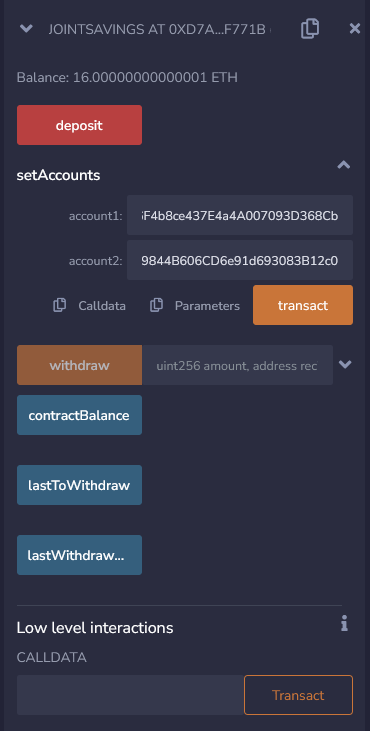 JOINTSAVINGS AT 0XD7A...F771B (
Balance: 16.00000000000001 ETH
deposit
setAccounts
account1: 3F4b8ce437E4a4A007093D368Cb
account2: 9844B606CD6e91d693083B12c0
Calldata Parameters transact
withdraw uint256 amount, address rec
contractBalance
lastToWithdraw
lastWithdraw...
Low level interactions
CALLDATA
Transact